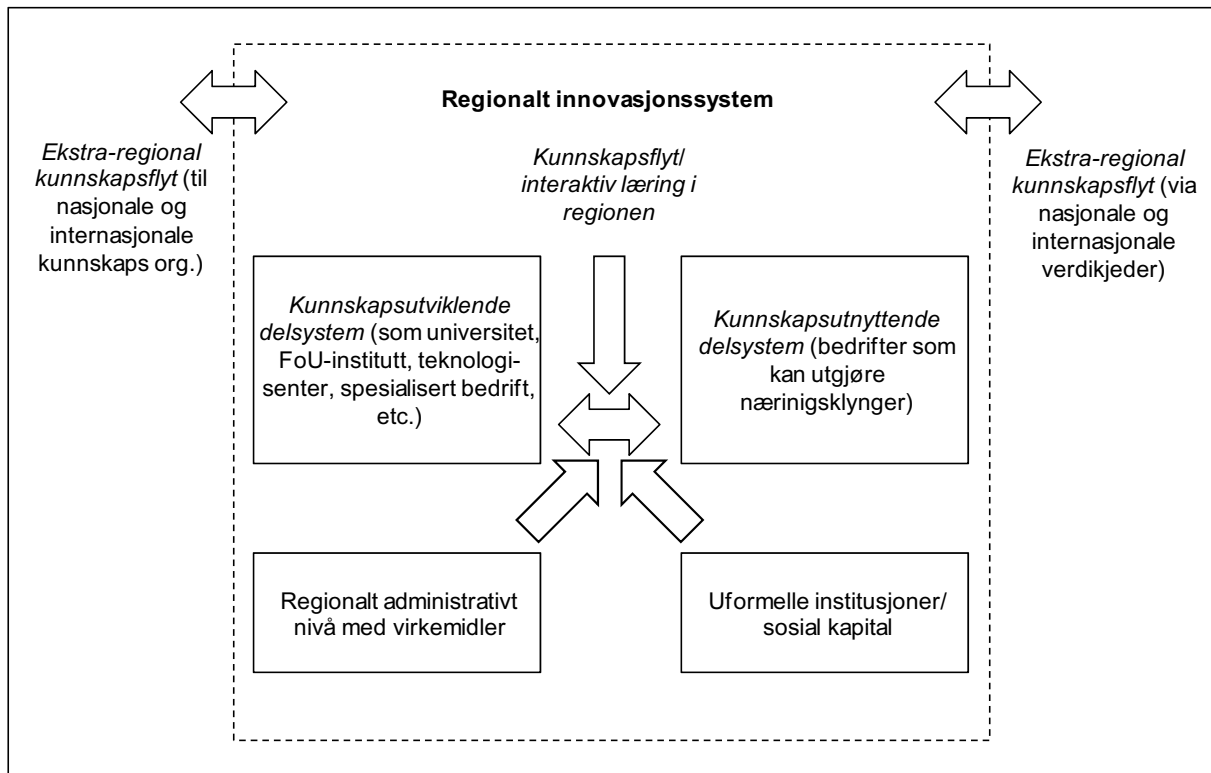 Regionalt innovasjonssystem
Ekstra-regional
kunnskapsflyt (til
nasjonale og
internasjonale
kunnskaps org.)
Kunnskapsflyt/
interaktiv læring i
regionen
Ekstra-regional
kunnskapsflyt (via
nasjonale og
internasjonale
verdikjeder)
Kunnskapsutviklende
delsystem (som universitet,
FoU-institutt, teknologi-
senter, spesialisert bedrift,
etc.)
Kunnskapsutnyttende
delsystem (bedrifter som
kan utgjøre
nærinigsklynger)
Regionalt administrativt
nivå med virkemidler
Uformelle institusjoner/
sosial kapital